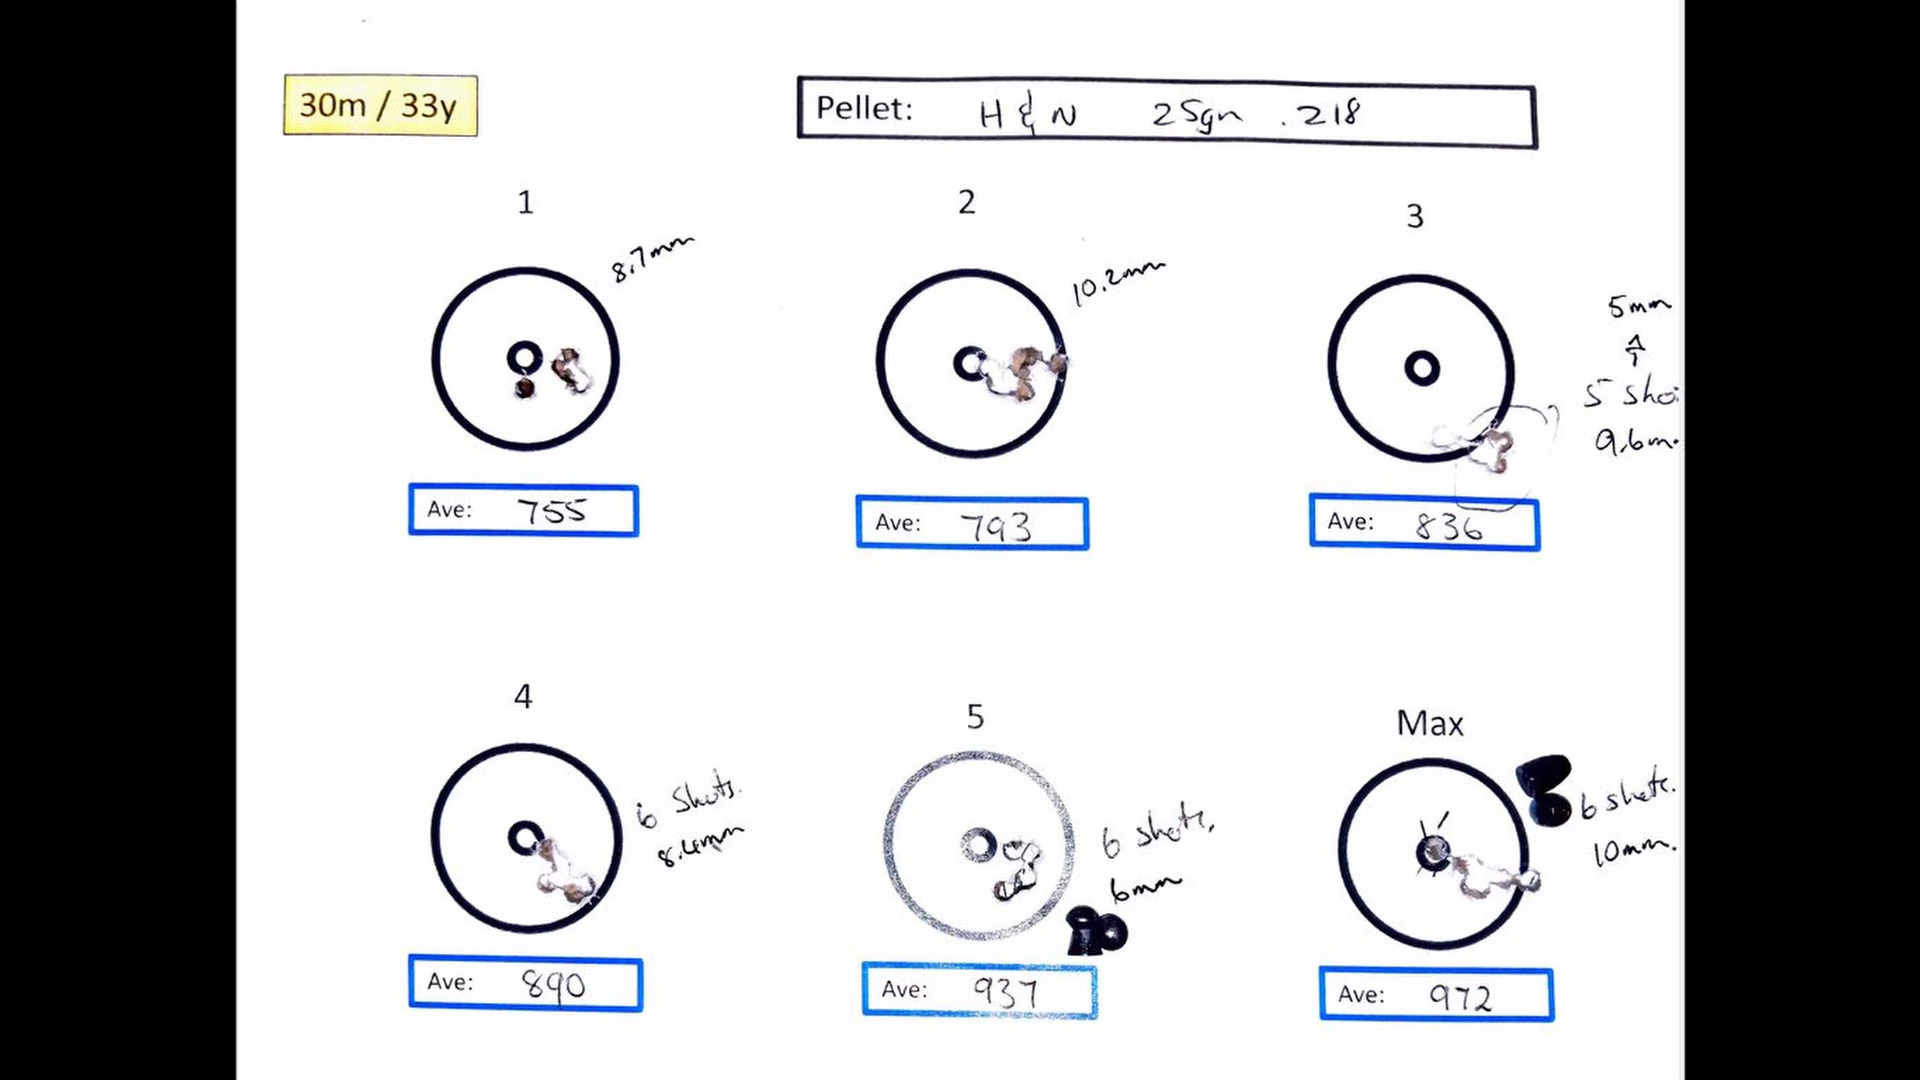 30m / 33y
Pellet: H & N 25gn .218
1
8.7mm
2
10.2mm
3
5mm
5 sho
9.6m.
Ave: 755
Ave: 793
Ave: 836
4
6 Shots.
8.4mm
5
6 shots,
6mm
Max
6 shots.
10mm.
Ave: 890
Ave: 937
Ave: 972